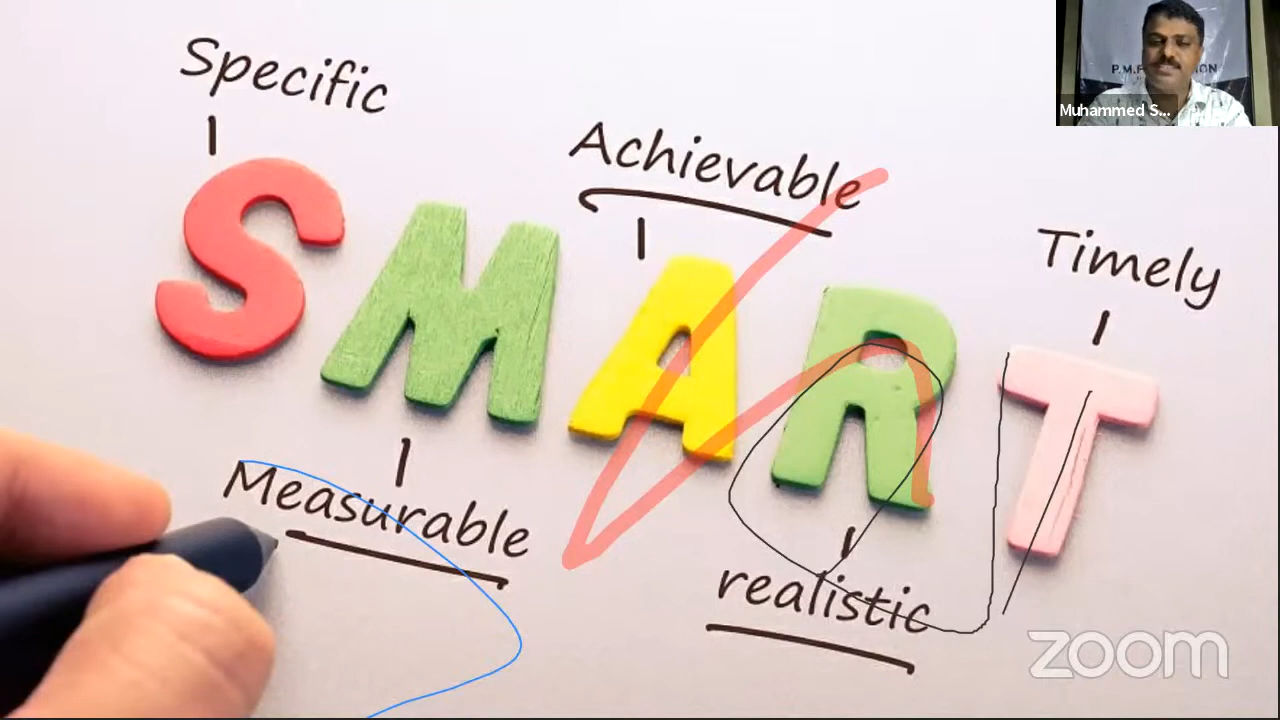 Specific
Achievable
Timely
SMART
Measurable
realistic
Muhammed S...
zoom